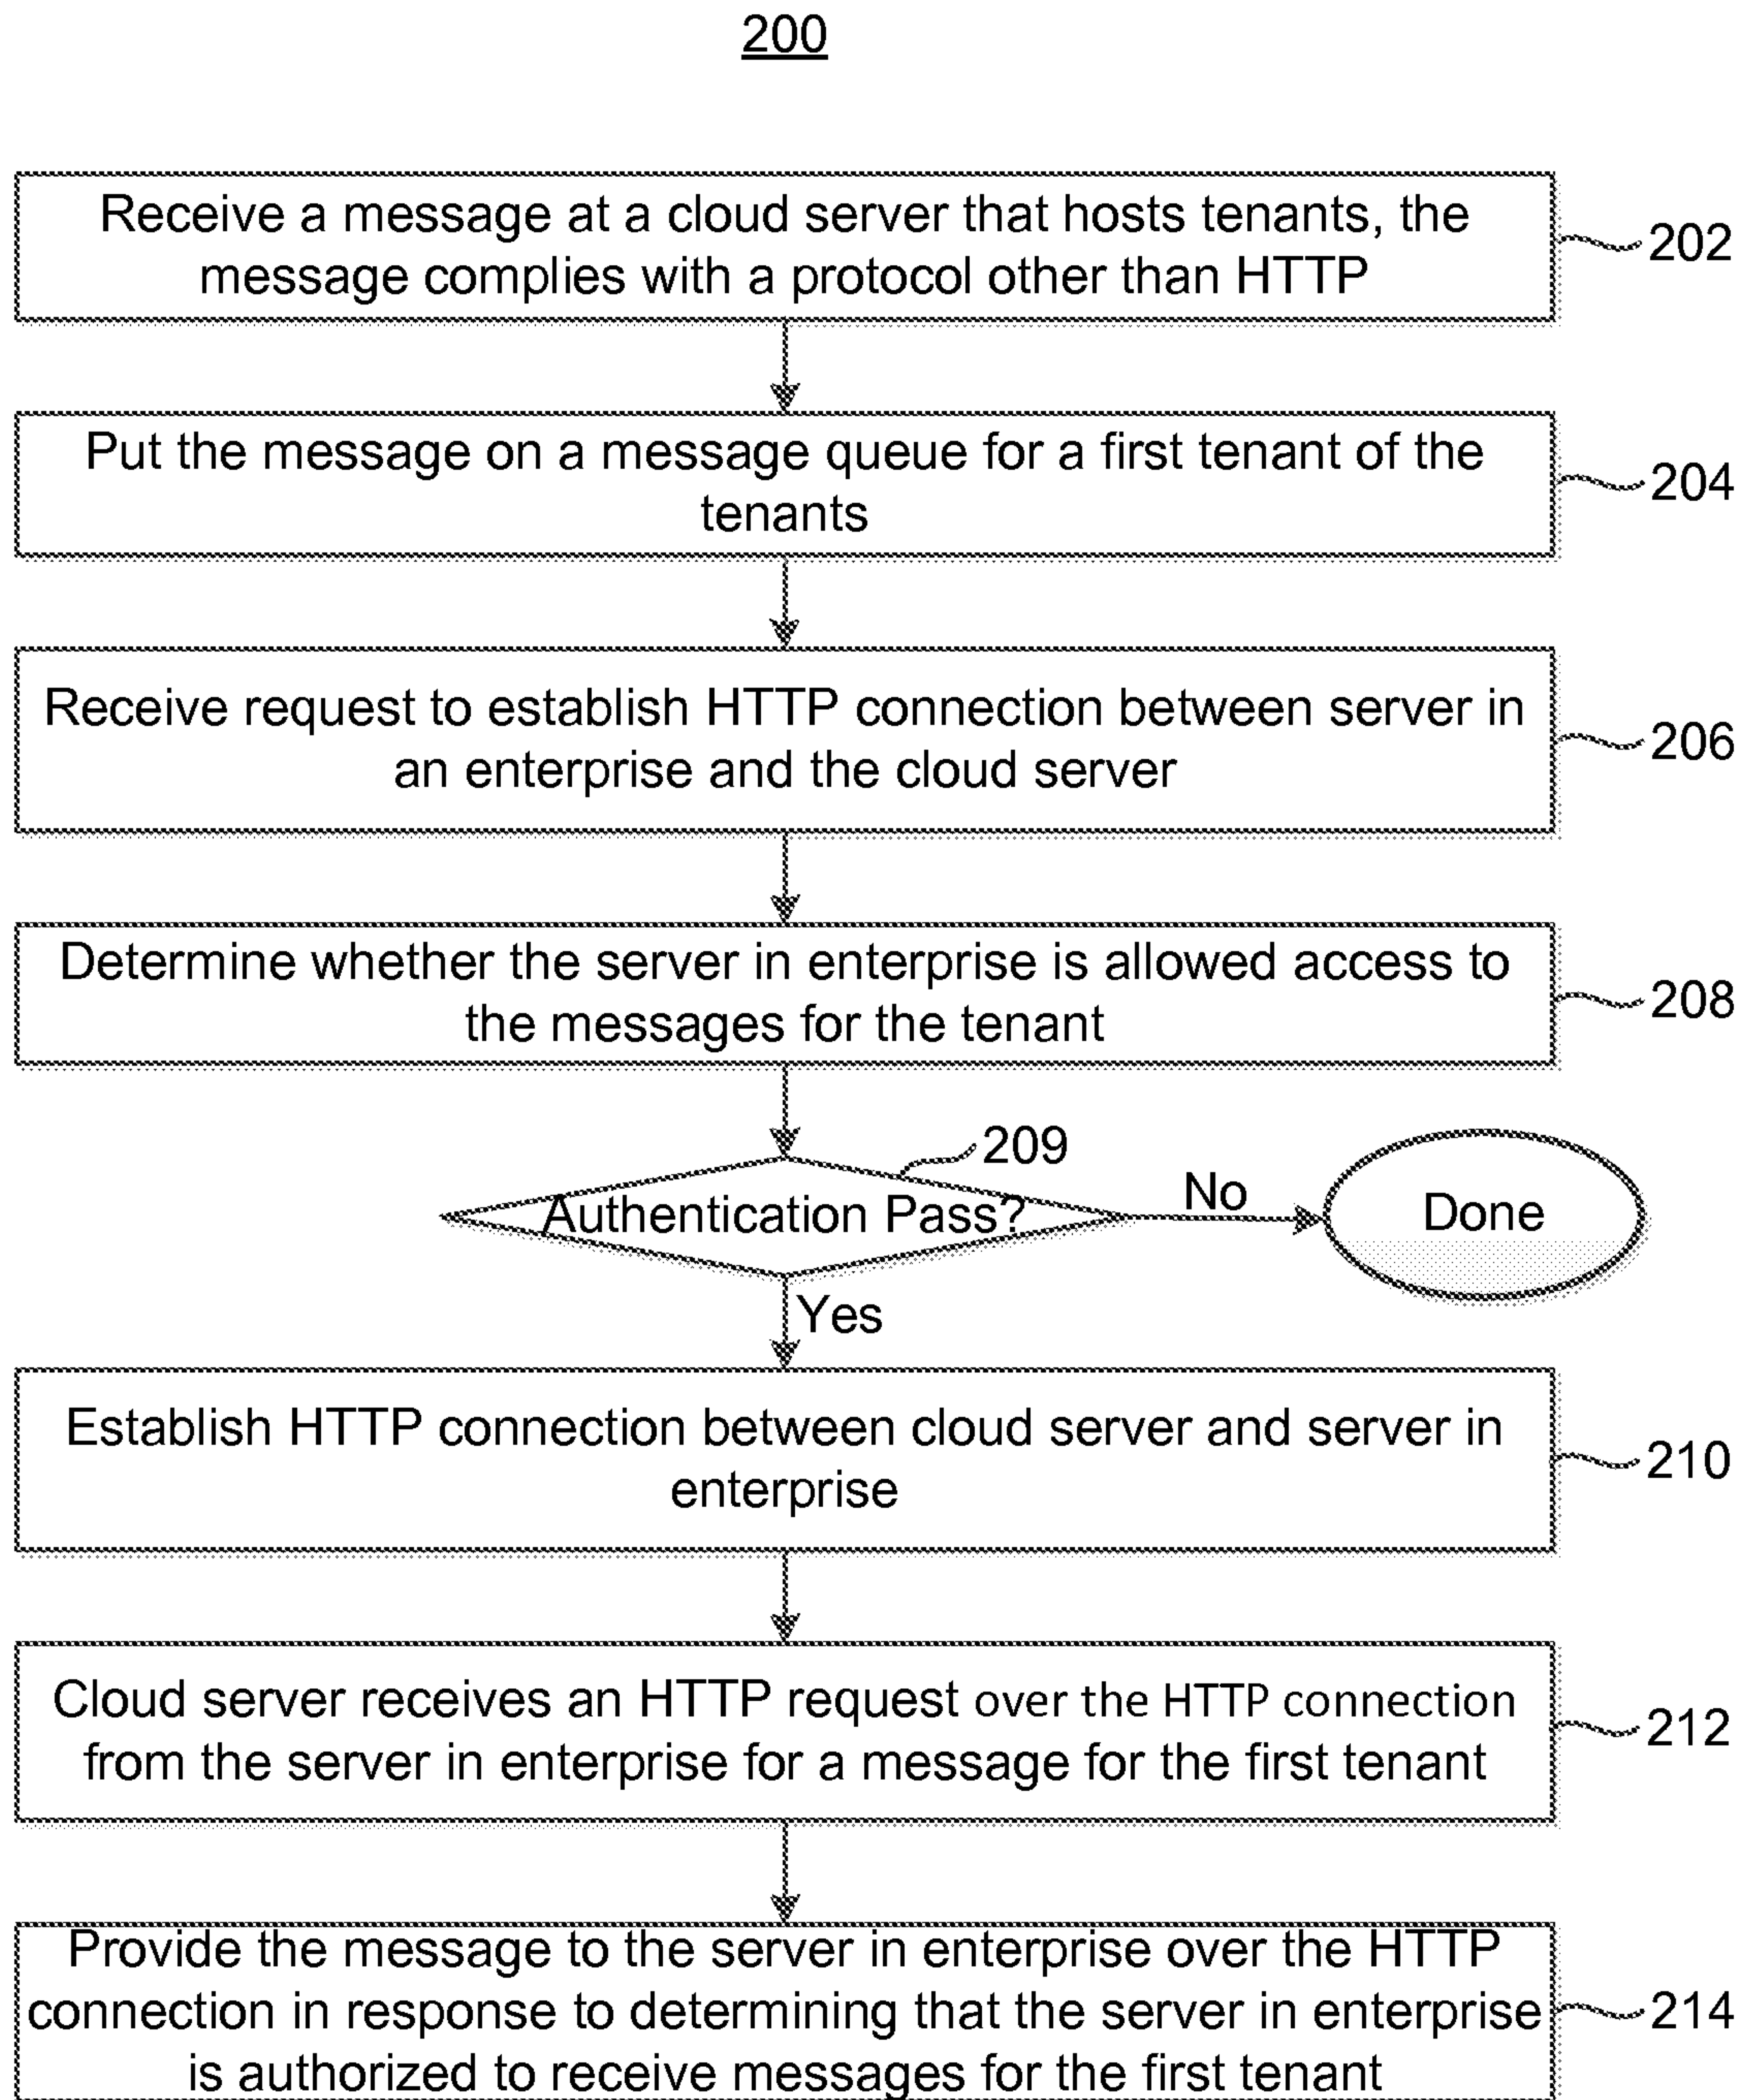 200
Receive a message at a cloud server that hosts tenants, the
message complies with a protocol other than HTTP
202
Put the message on a message queue for a first tenant of the
tenants
204
Receive request to establish HTTP connection between server in
an enterprise and the cloud server
206
Determine whether the server in enterprise is allowed access to
the messages for the tenant
208
209
Authentication Pass?
No
Done
Yes
Establish HTTP connection between cloud server and server in
enterprise
210
Cloud server receives an HTTP request over the HTTP connection
from the server in enterprise for a message for the first tenant
212
Provide the message to the server in enterprise over the HTTP
connection in response to determining that the server in enterprise
is authorized to receive messages for the first tenant
214